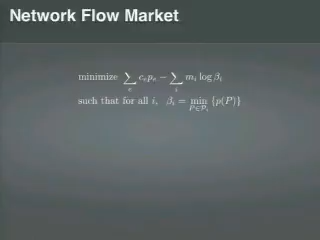 Network Flow Market
minimize ∑_e c_e p_e − ∑_i m_i log β_i
such that for all i, β_i = min_{P∈𝒫_i} {p(P)}